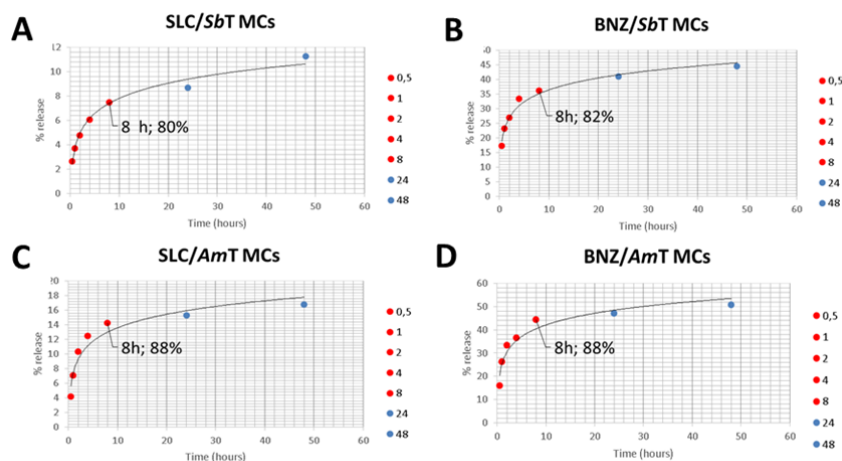 A
SLC/SbT MCs
% release
12
10
8
6
4
2
0
0 10 20 30 40 50 60
Time (hours)
8 h; 80%
0,5
1
2
4
8
24
48
B
BNZ/SbT MCs
% release
45
40
35
30
25
20
15
10
5
0
0 10 20 30 40 50 60
Time (hours)
8h; 82%
0,5
1
2
4
8
24
48
C
SLC/AmT MCs
% release
18
16
14
12
10
8
6
4
2
0
0 10 20 30 40 50 60
Time (hours)
8h; 88%
0,5
1
2
4
8
24
48
D
BNZ/AmT MCs
% release
60
50
40
30
20
10
0
0 10 20 30 40 50 60
Time (hours)
8h; 88%
0,5
1
2
4
8
24
48